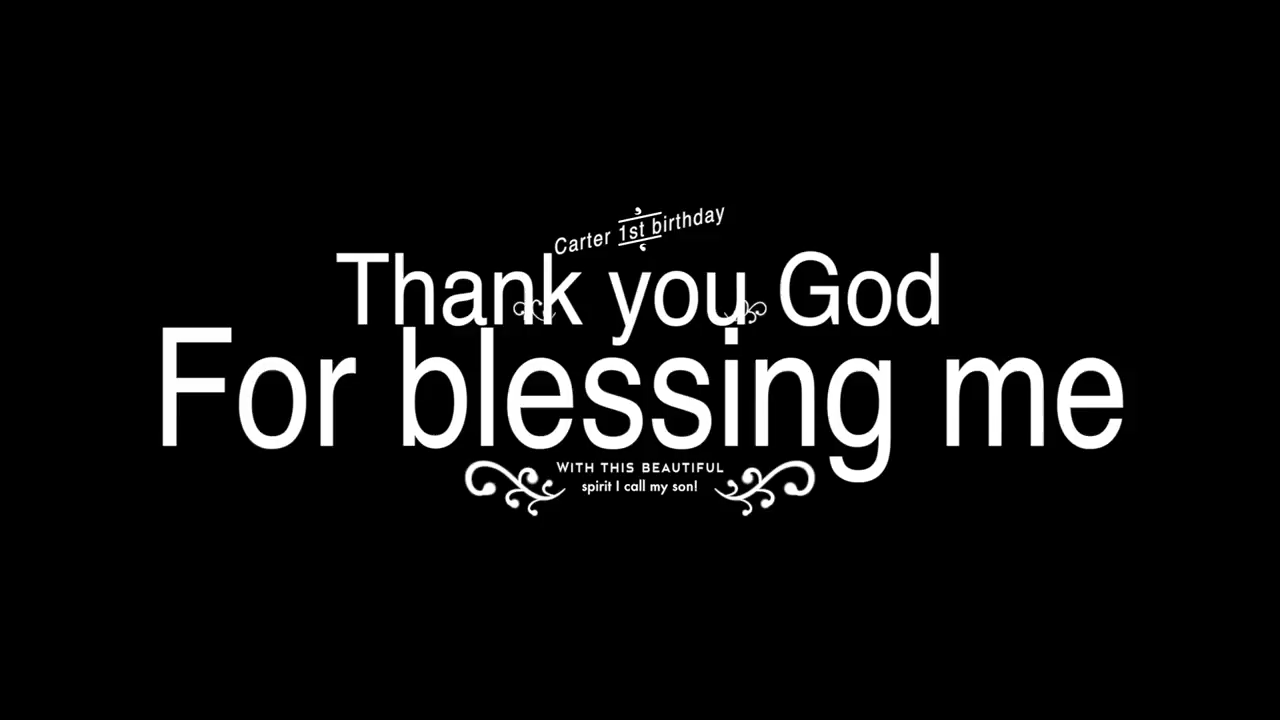 Carter 1st birthday
Thank you God
For blessing me
WITH THIS BEAUTIFUL
spirit I call my son!